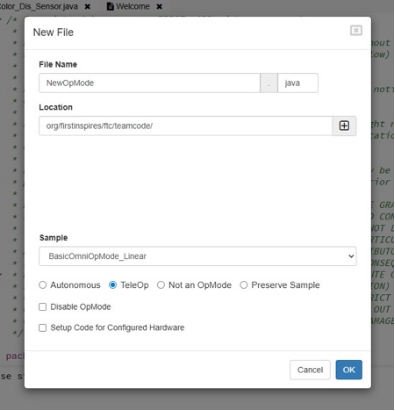 olor_Dis_Sensor.java × Welcome ×
New File
File Name
NewOpMode . java
Location
org/firstinspires/ftc/teamcode/
Sample
BasicOmniOpMode_Linear
Autonomous TeleOp Not an OpMode Preserve Sample
Disable OpMode
Setup Code for Configured Hardware
Cancel OK